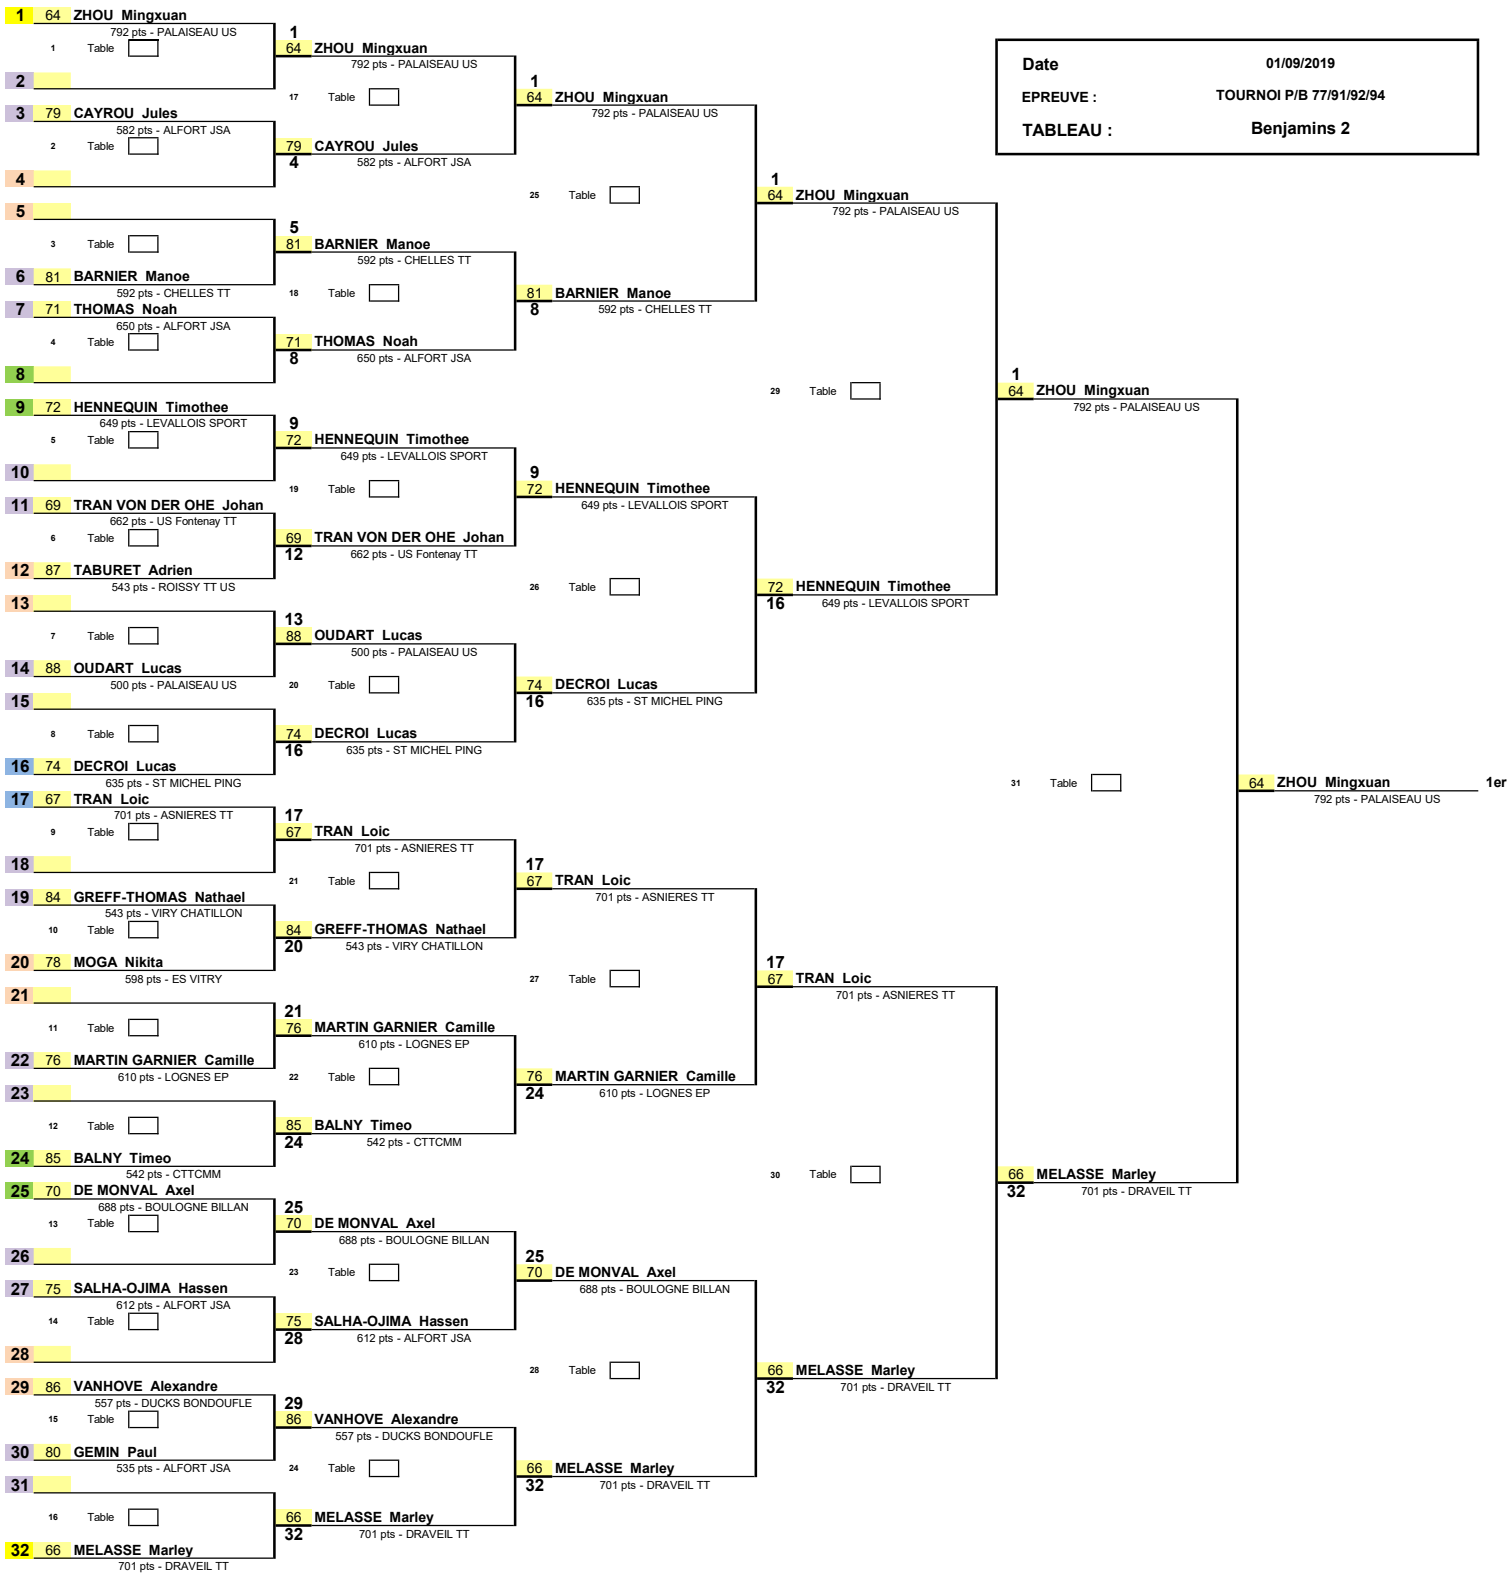 Date 01/09/2019
EPREUVE : TOURNOI P/B 77/91/92/94
TABLEAU : Benjamins 2
1 64 ZHOU Mingxuan
792 pts - PALAISEAU US
1 Table
2
3 79 CAYROU Jules
582 pts - ALFORT JSA
2 Table
4
5
3 Table
6 81 BARNIER Manoe
592 pts - CHELLES TT
7 71 THOMAS Noah
650 pts - ALFORT JSA
4 Table
8
9 72 HENNEQUIN Timothee
649 pts - LEVALLOIS SPORT
5 Table
10
11 69 TRAN VON DER OHE Johan
662 pts - US Fontenay TT
6 Table
12 87 TABURET Adrien
543 pts - ROISSY TT US
13
7 Table
14 88 OUDART Lucas
500 pts - PALAISEAU US
15
8 Table
16 74 DECROI Lucas
635 pts - ST MICHEL PING
17 67 TRAN Loic
701 pts - ASNIERES TT
9 Table
18
19 84 GREFF-THOMAS Nathael
543 pts - VIRY CHATILLON
10 Table
20 78 MOGA Nikita
598 pts - ES VITRY
21
11 Table
22 76 MARTIN GARNIER Camille
610 pts - LOGNES EP
23
12 Table
24 85 BALNY Timeo
542 pts - CTTCMM
25 70 DE MONVAL Axel
688 pts - BOULOGNE BILLAN
13 Table
26
27 75 SALHA-OJIMA Hassen
612 pts - ALFORT JSA
14 Table
28
29 86 VANHOVE Alexandre
557 pts - DUCKS BONDOUFLE
15 Table
30 80 GEMIN Paul
535 pts - ALFORT JSA
31
16 Table
32 66 MELASSE Marley
701 pts - DRAVEIL TT
1
64 ZHOU Mingxuan
792 pts - PALAISEAU US
17 Table
79 CAYROU Jules
4 582 pts - ALFORT JSA
5
81 BARNIER Manoe
592 pts - CHELLES TT
18 Table
71 THOMAS Noah
8 650 pts - ALFORT JSA
9
72 HENNEQUIN Timothee
649 pts - LEVALLOIS SPORT
19 Table
69 TRAN VON DER OHE Johan
12 662 pts - US Fontenay TT
13
88 OUDART Lucas
500 pts - PALAISEAU US
20 Table
74 DECROI Lucas
16 635 pts - ST MICHEL PING
17
67 TRAN Loic
701 pts - ASNIERES TT
21 Table
84 GREFF-THOMAS Nathael
20 543 pts - VIRY CHATILLON
21
76 MARTIN GARNIER Camille
610 pts - LOGNES EP
22 Table
85 BALNY Timeo
24 542 pts - CTTCMM
25
70 DE MONVAL Axel
688 pts - BOULOGNE BILLAN
23 Table
75 SALHA-OJIMA Hassen
28 612 pts - ALFORT JSA
29
86 VANHOVE Alexandre
557 pts - DUCKS BONDOUFLE
24 Table
66 MELASSE Marley
32 701 pts - DRAVEIL TT
1
64 ZHOU Mingxuan
792 pts - PALAISEAU US
25 Table
81 BARNIER Manoe
8 592 pts - CHELLES TT
9
72 HENNEQUIN Timothee
649 pts - LEVALLOIS SPORT
26 Table
74 DECROI Lucas
16 635 pts - ST MICHEL PING
17
67 TRAN Loic
701 pts - ASNIERES TT
27 Table
76 MARTIN GARNIER Camille
24 610 pts - LOGNES EP
25
70 DE MONVAL Axel
688 pts - BOULOGNE BILLAN
28 Table
66 MELASSE Marley
32 701 pts - DRAVEIL TT
1
64 ZHOU Mingxuan
792 pts - PALAISEAU US
29 Table
72 HENNEQUIN Timothee
16 649 pts - LEVALLOIS SPORT
17
67 TRAN Loic
701 pts - ASNIERES TT
30 Table
66 MELASSE Marley
32 701 pts - DRAVEIL TT
1
64 ZHOU Mingxuan
792 pts - PALAISEAU US
31 Table
66 MELASSE Marley
32 701 pts - DRAVEIL TT
64 ZHOU Mingxuan 1er
792 pts - PALAISEAU US